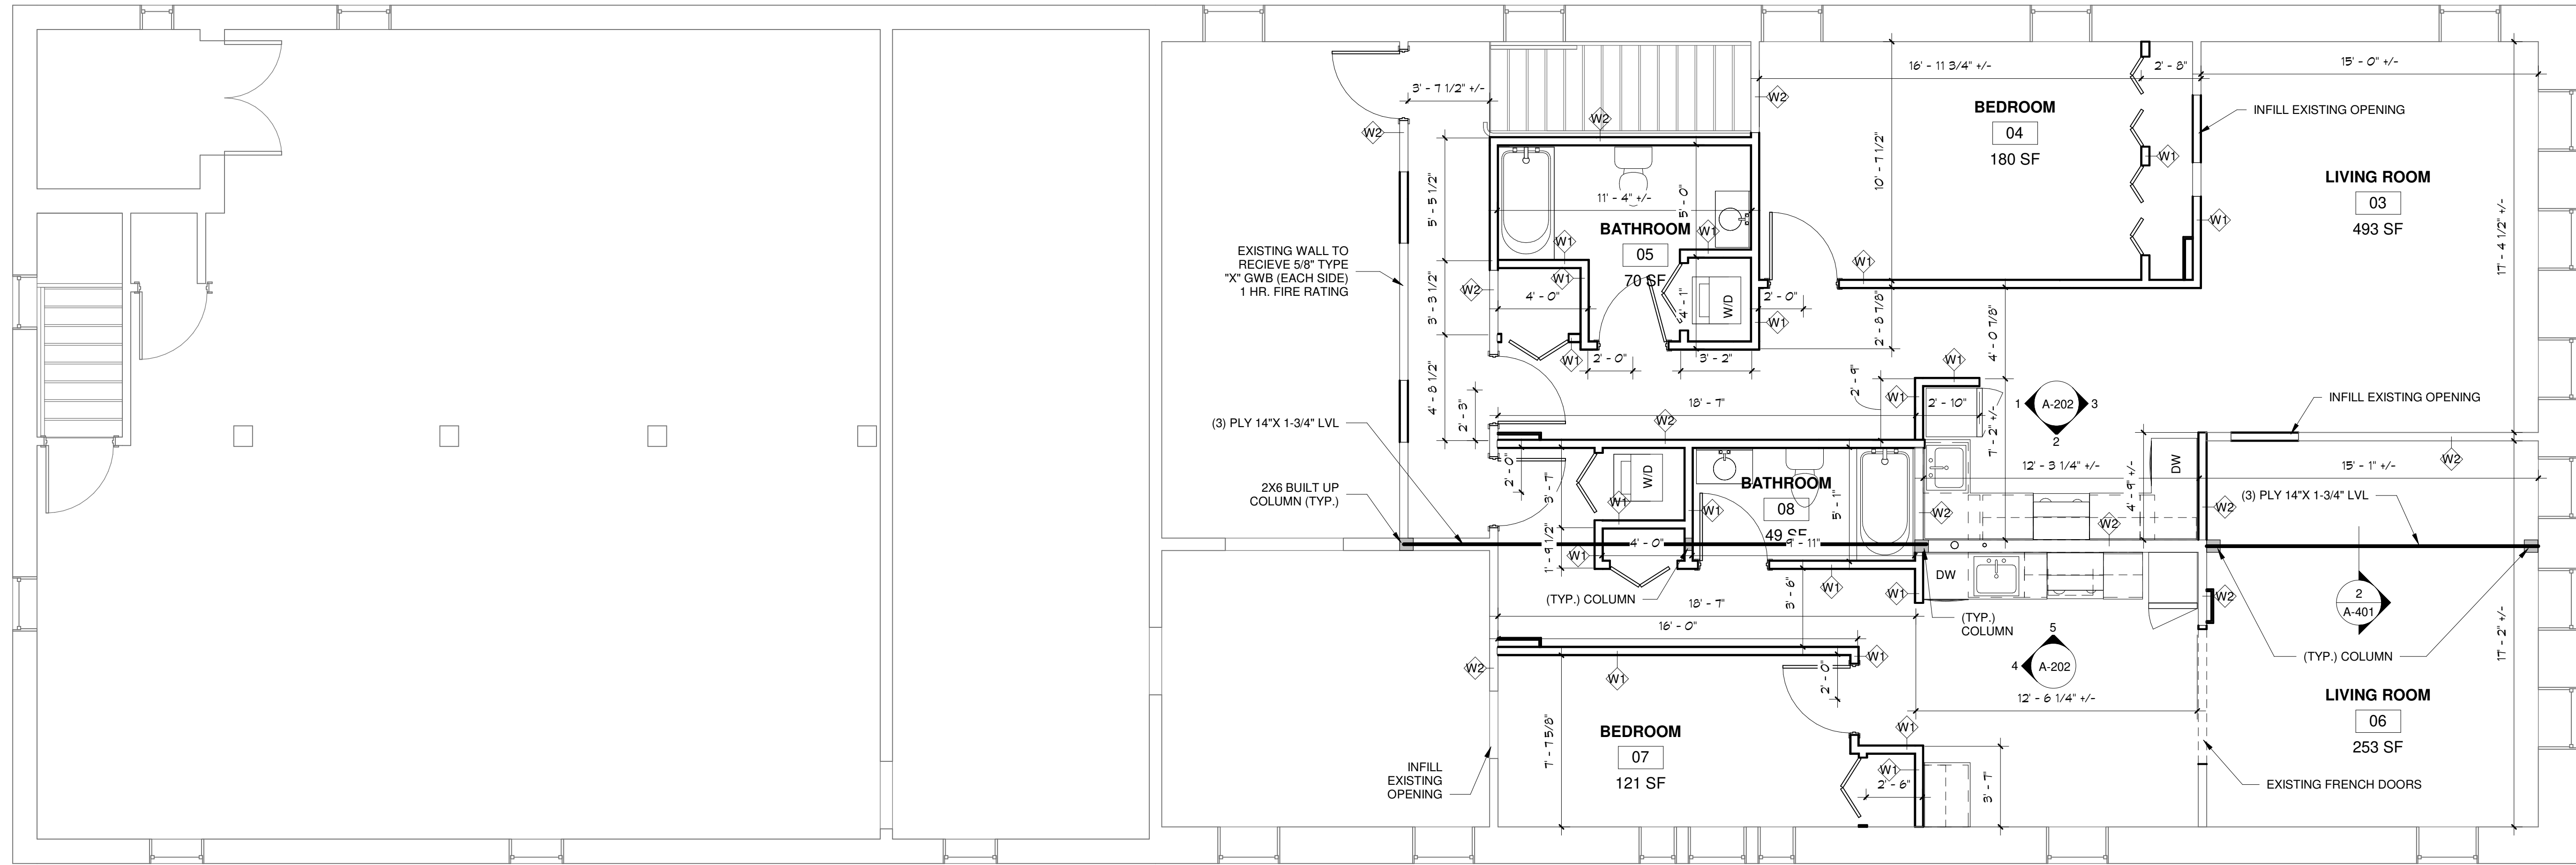 16' - 11 3/4" +/-
2' - 8"
15' - 0" +/-
3' - 7 1/2" +/-
W2
W2
W2
BEDROOM
04
180 SF
10' - 7 1/2"
W1
INFILL EXISTING OPENING
LIVING ROOM
03
493 SF
17' - 4 1/2" +/-
W1
5' - 5 1/2"
11' - 4" +/-
5' - 0"
BATHROOM
05
70 SF
W1
W1
W1
W1
EXISTING WALL TO
RECIEVE 5/8" TYPE
"X" GWB (EACH SIDE)
1 HR. FIRE RATING
W2
3' - 3 1/2"
4' - 0"
4' - 1"
W/D
2' - 0"
W1
2' - 8 7/8"
4' - 0 7/8"
W1
2' - 0"
3' - 2"
4' - 8 1/2"
2' - 3"
18' - 7"
W2
2' - 9"
W1
W1
2' - 10"
1
A-202
3
2
7' - 2" +/-
INFILL EXISTING OPENING
(3) PLY 14"X 1-3/4" LVL
2X6 BUILT UP
COLUMN (TYP.)
2' - 0"
3' - 7"
W/D
W1
BATHROOM
08
49 SF
W1
5' - 1"
W2
12' - 3 1/4" +/-
4' - 9" +/-
DW
15' - 1" +/-
W2
(3) PLY 14"X 1-3/4" LVL
W2
W2
1' - 9 1/2"
W1
4' - 0"
9' - 11"
DW
(TYP.) COLUMN
18' - 7"
3' - 6"
W1
W1
(TYP.)
COLUMN
W2
2
A-401
17' - 2" +/-
16' - 0"
W2
W1
W1
2' - 0"
5
4
A-202
12' - 6 1/4" +/-
(TYP.) COLUMN
LIVING ROOM
06
253 SF
BEDROOM
07
121 SF
7' - 7 5/8"
W1
W1
2' - 6"
3' - 7"
INFILL
EXISTING
OPENING
EXISTING FRENCH DOORS